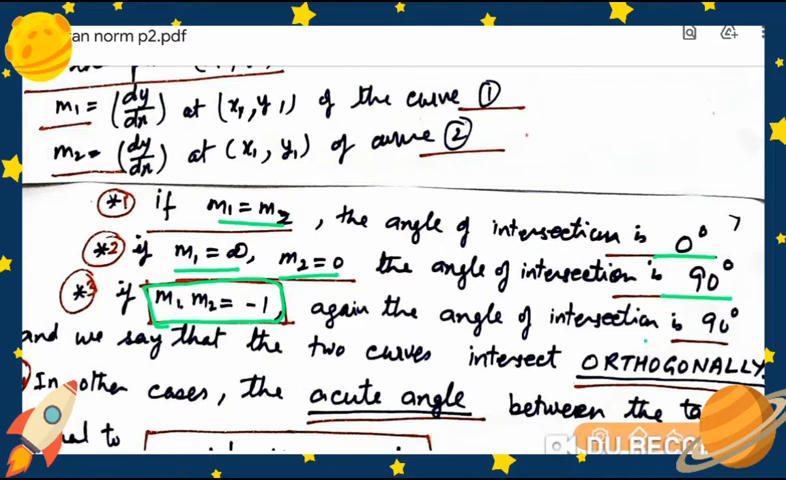 an norm p2.pdf
m1 = (dy/dx) at (x1, y1) of the curve ①
m2 = (dy/dx) at (x1, y1) of curve ②
*1 if m1 = m2, the angle of intersection is 0°
*2 if m1 = ∞, m2 = 0 the angle of intersection is 90°
*3 if m1 m2 = -1, again the angle of intersection is 90°
and we say that the two curves intersect ORTHOGONALLY.
In other cases, the acute angle between the ta
al to
DU RECO